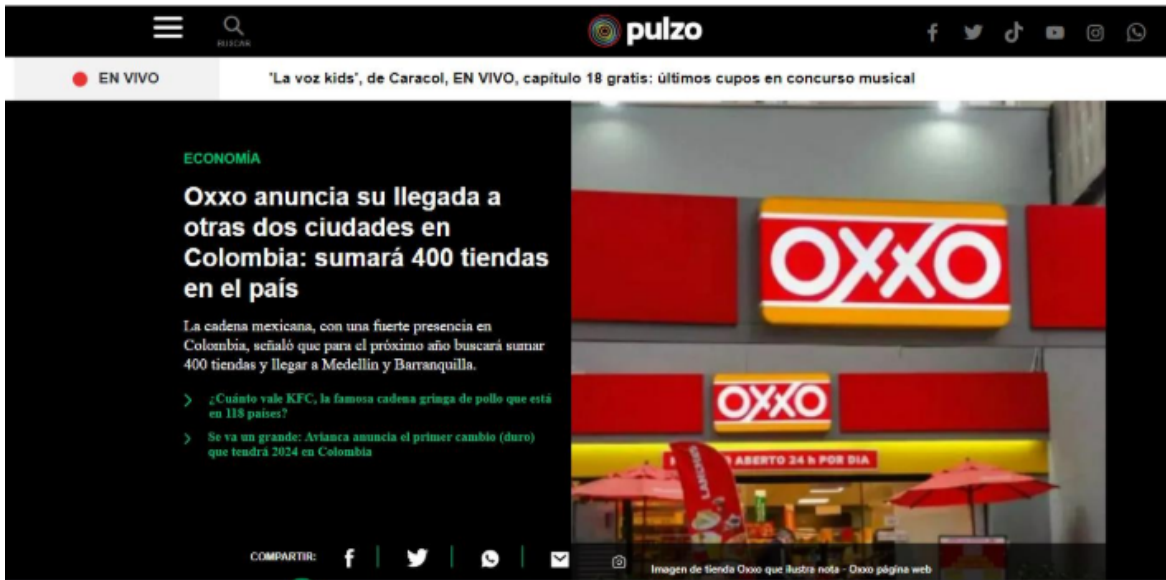 BUSCAR
pulzo
EN VIVO
'La voz kids', de Caracol, EN VIVO, capítulo 18 gratis: últimos cupos en concurso musical
ECONOMÍA
Oxxo anuncia su llegada a
otras dos ciudades en
Colombia: sumará 400 tiendas
en el país
La cadena mexicana, con una fuerte presencia en
Colombia, señaló que para el próximo año buscará sumar
400 tiendas y llegar a Medellín y Barranquilla.
¿Cuánto vale KFC, la famosa cadena gringa de pollo que está
en 118 países?
Se va un grande: Avianca anuncia el primer cambio (duro)
que tendrá 2024 en Colombia
COMPARTIR:
OXXO
OXXO
ABERTO 24 h POR DIA
LANCHES
Imagen de tienda Oxxo que ilustra nota - Oxxo página web